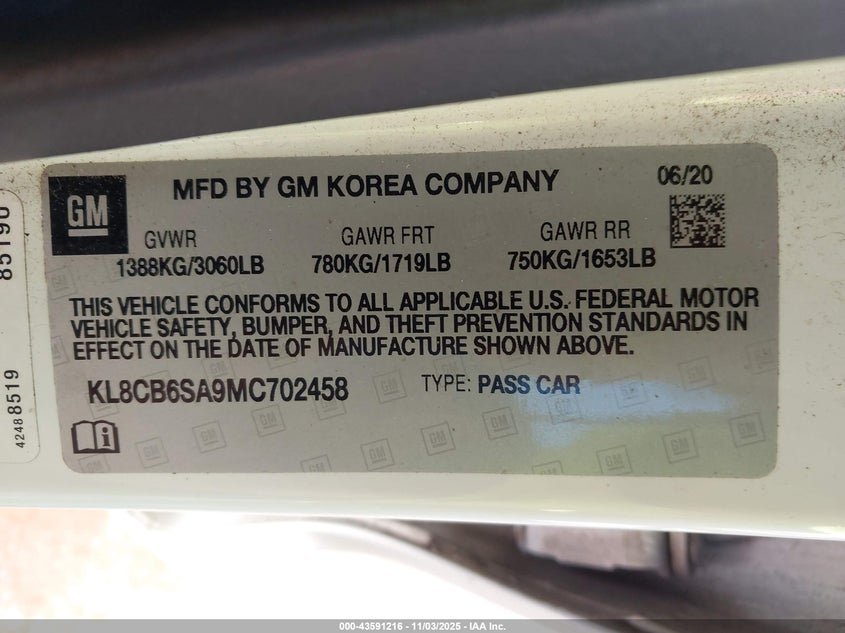 GM
MFD BY GM KOREA COMPANY
06/20
GVWR
1388KG/3060LB
GAWR FRT
780KG/1719LB
GAWR RR
750KG/1653LB
THIS VEHICLE CONFORMS TO ALL APPLICABLE U.S. FEDERAL MOTOR
VEHICLE SAFETY, BUMPER, AND THEFT PREVENTION STANDARDS IN
EFFECT ON THE DATE OF MANUFACTURE SHOWN ABOVE.
KL8CB6SA9MC702458
TYPE: PASS CAR
42488519
85190
000-43591216 - 11/03/2025 - IAA Inc.